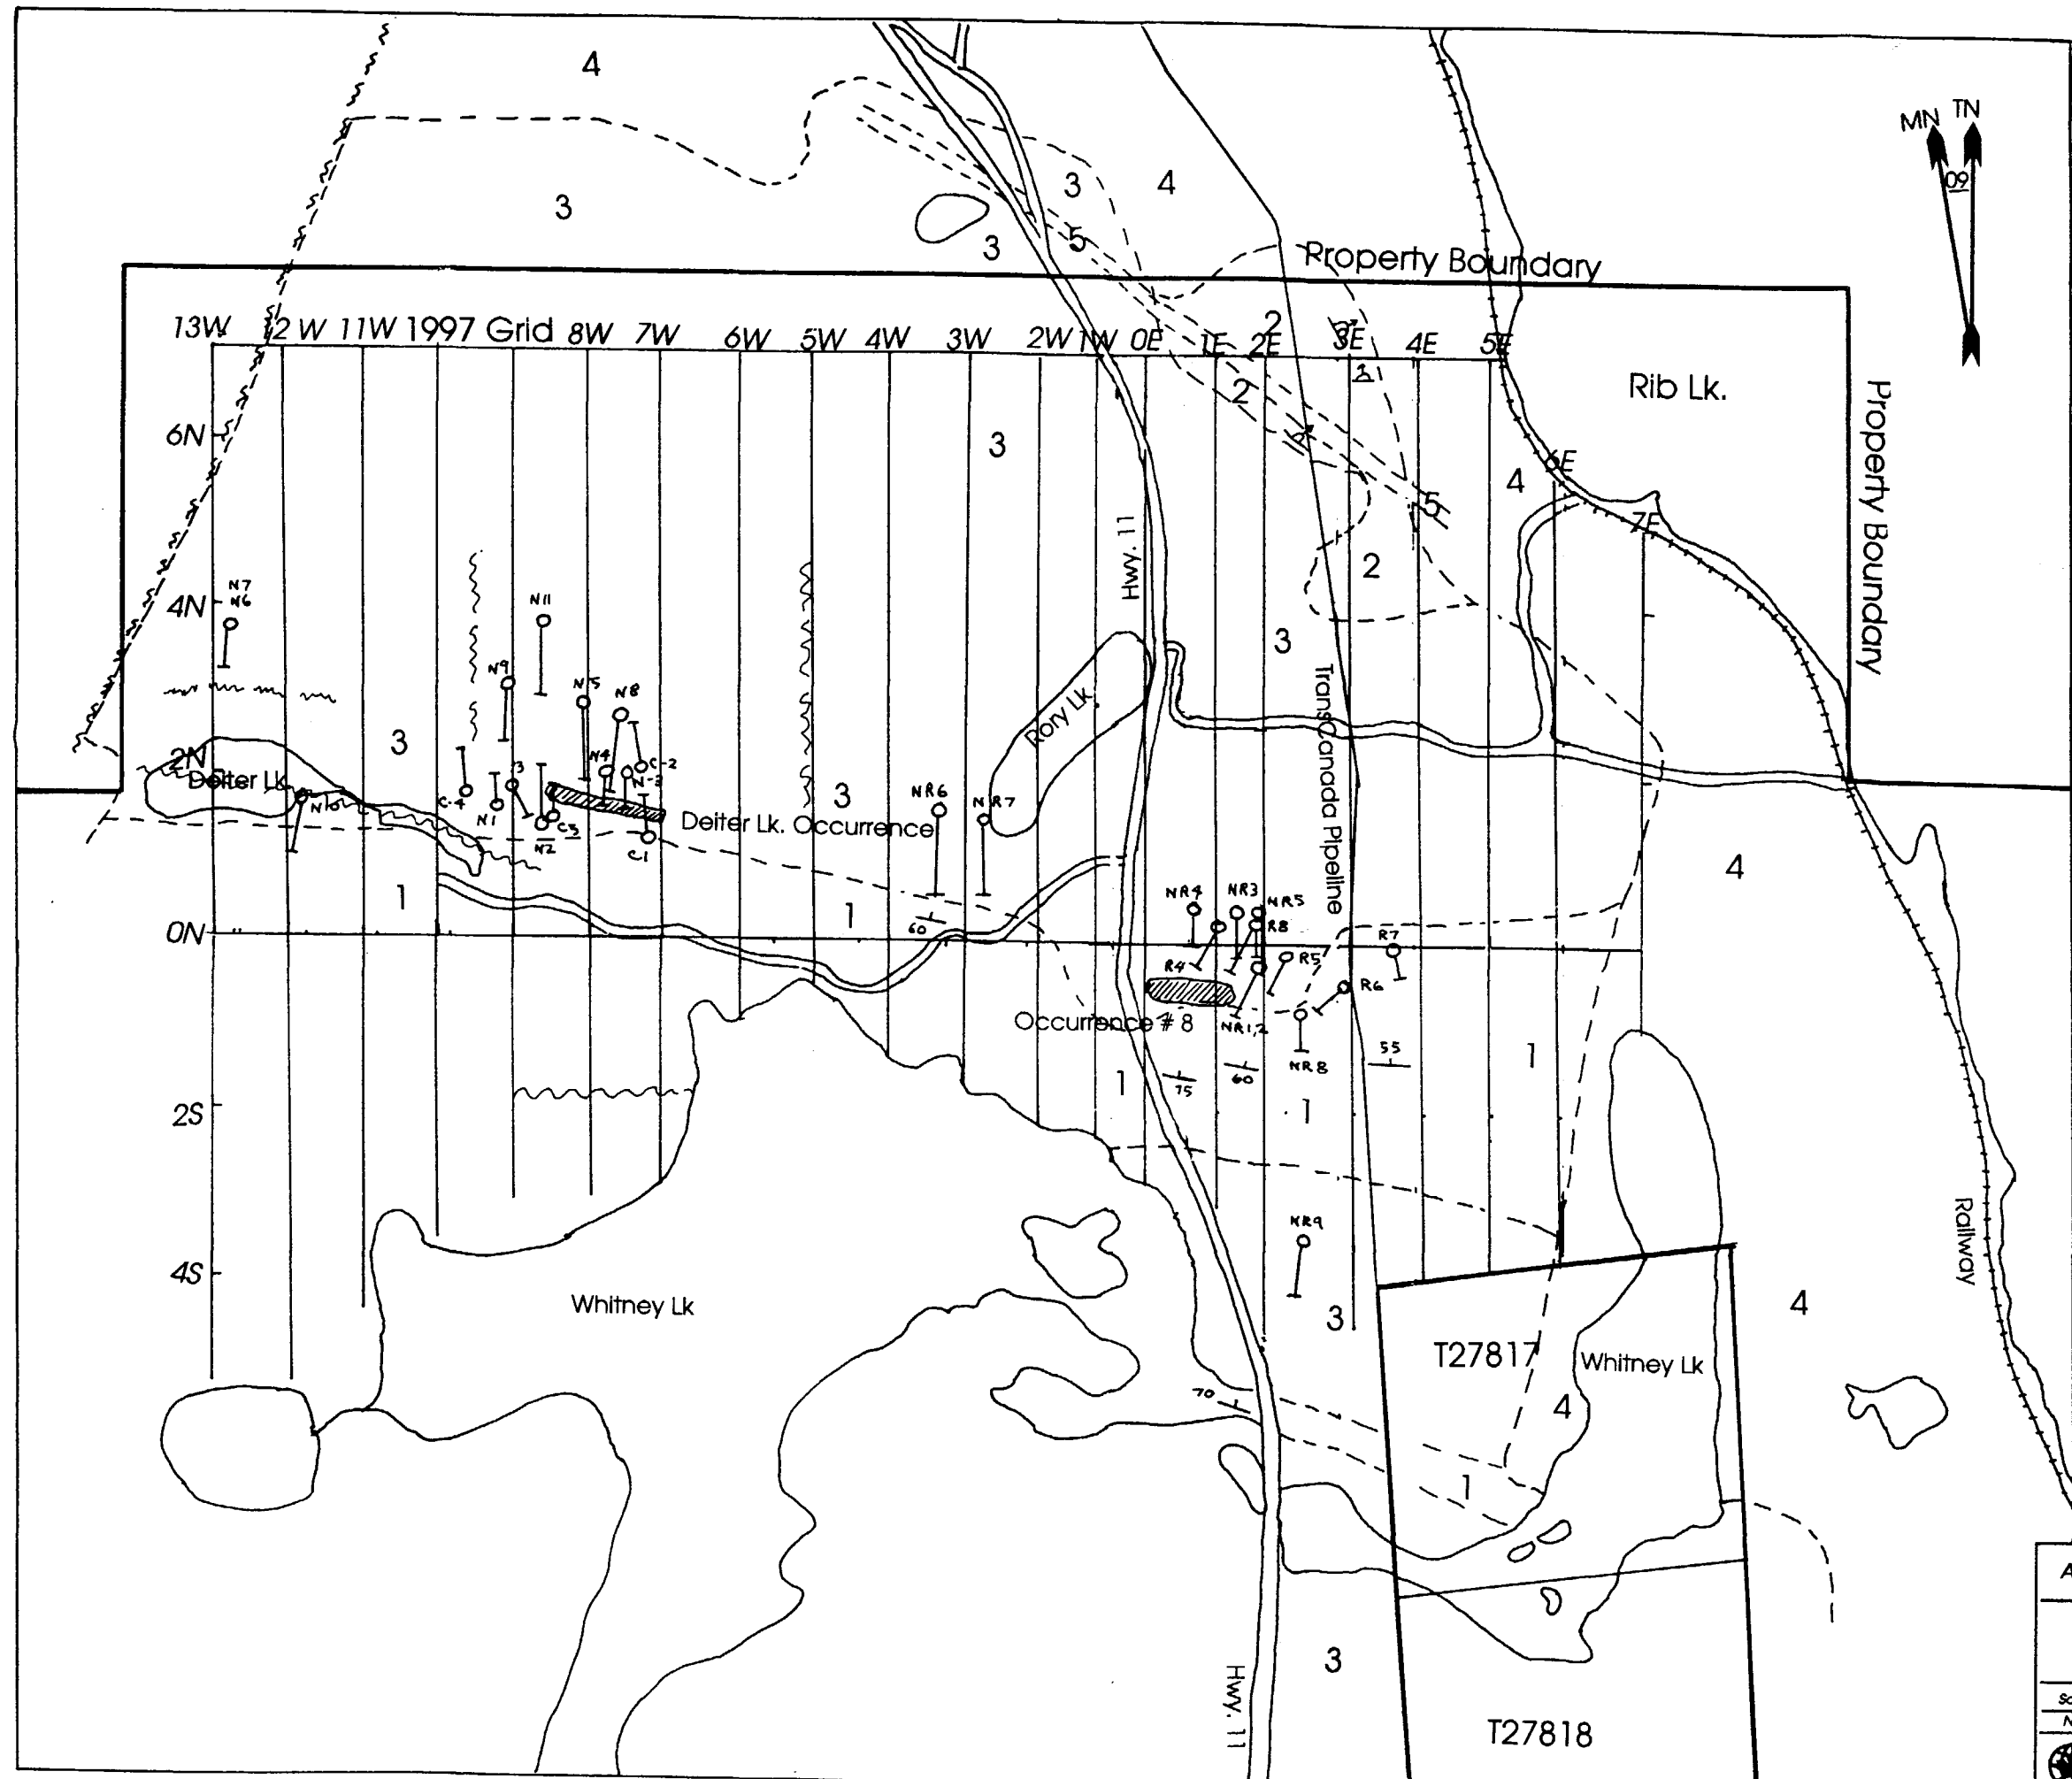 4
MN TN
09
3
3
4
3
5
Property Boundary
2
13W 2 W 11W 1997 Grid 8W 7W 6W 5W 4W 3W 2W 1W 0E 1E 2E 3E 4E 5E
2
Rib Lk.
Property Boundary
6N
3
4
6E
5
7E
Hwy. 11
2
N7
N6
4N
N11
3
N9
N5
N8
TransCanada Pipeline
Rory Lk
3
2N
Deiter Lk.
N4
C-2
N-3
3
N10
C-4
N1
N2
C3
C1
3
NR6
NR7
Deiter Lk. Occurrence
4
1
1
60
NR4
NR3
NR5
R8
0N
R7
R4
R5
R6
Occurrence # 8
NR1,2
NR8
55
1
1
75
60
1
2S
NR9
Railway
4S
Whitney Lk
3
4
T27817
Whitney Lk
70
4
1
Hwy. 11
3
T27818